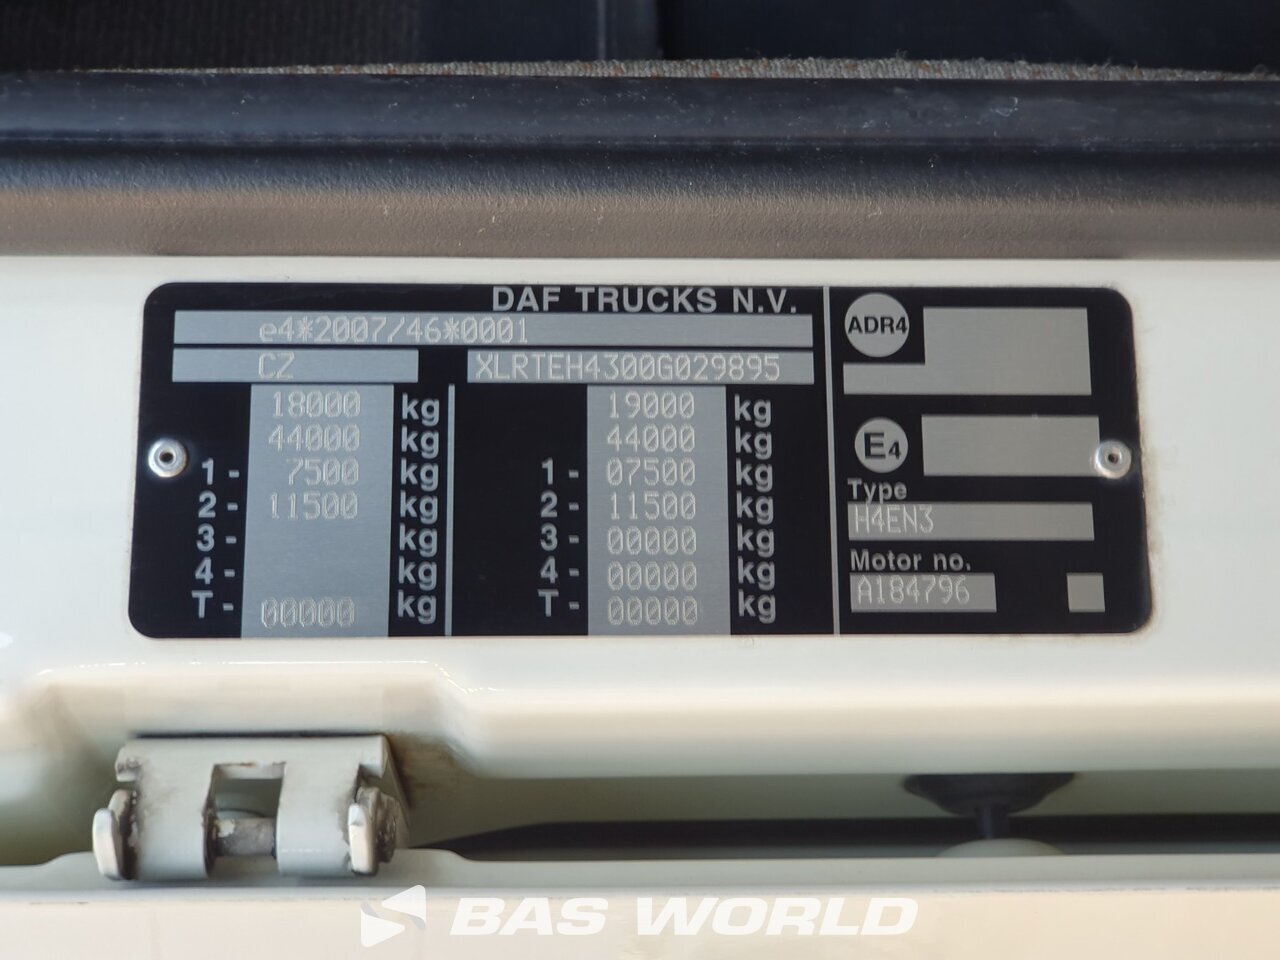 DAF TRUCKS N.V.
e4*2007/46*0001
CZ XLRTEH4300G029895
18000 kg 19000 kg
44000 kg 44000 kg
1- 7500 kg 1- 07500 kg
2- 11500 kg 2- 11500 kg
3- kg 3- 00000 kg
4- kg 4- 00000 kg
T- 00000 kg T- 00000 kg
ADR4
E4
Type
H4EN3
Motor no.
A184796
BAS WORLD